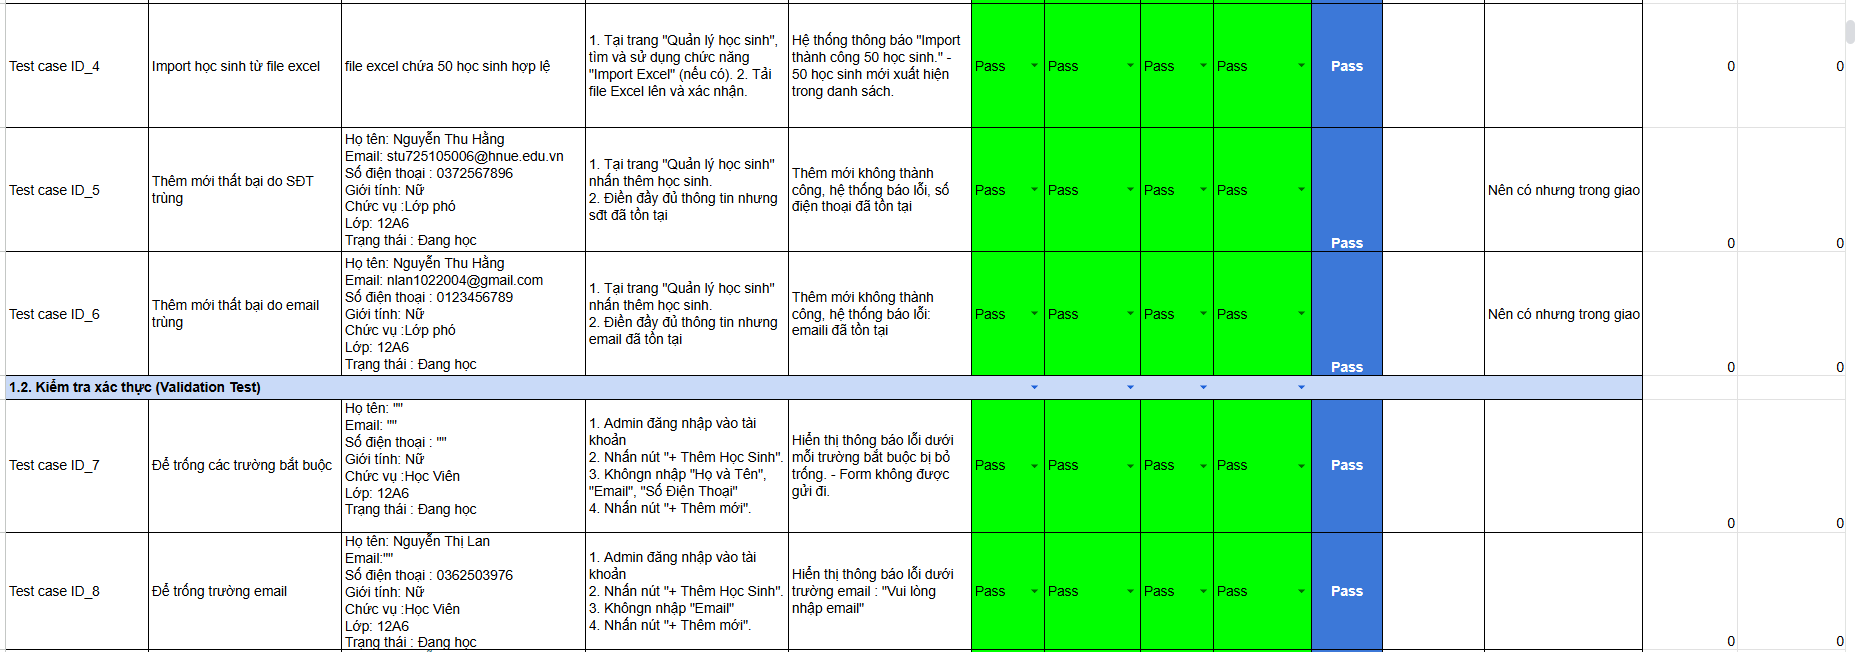 Test case ID_4
Import học sinh từ file excel
file excel chứa 50 học sinh hợp lệ
1. Tại trang "Quản lý học sinh",
tìm và sử dụng chức năng
"Import Excel" (nếu có). 2. Tải
file Excel lên và xác nhận.
Hệ thống thông báo "Import
thành công 50 học sinh." -
50 học sinh mới xuất hiện
trong danh sách.
Pass
Pass
Pass
Pass
Pass
0
0
Test case ID_5
Thêm mới thất bại do SĐT
trùng
Họ tên: Nguyễn Thu Hằng
Email: stu725105006@hnue.edu.vn
Số điện thoại : 0372567896
Giới tính: Nữ
Chức vụ :Lớp phó
Lớp: 12A6
Trạng thái : Đang học
1. Tại trang "Quản lý học sinh"
nhấn thêm học sinh.
2. Điền đầy đủ thông tin nhưng
sđt đã tồn tại
Thêm mới không thành
công, hệ thống báo lỗi, số
điện thoại đã tồn tại
Pass
Pass
Pass
Pass
Pass
Nên có nhưng trong giao
0
0
Test case ID_6
Thêm mới thất bại do email
trùng
Họ tên: Nguyễn Thu Hằng
Email: nlan1022004@gmail.com
Số điện thoại : 0123456789
Giới tính: Nữ
Chức vụ :Lớp phó
Lớp: 12A6
Trạng thái : Đang học
1. Tại trang "Quản lý học sinh"
nhấn thêm học sinh.
2. Điền đầy đủ thông tin nhưng
email đã tồn tại
Thêm mới không thành
công, hệ thống báo lỗi:
emaili đã tồn tại
Pass
Pass
Pass
Pass
Pass
Nên có nhưng trong giao
0
0
1.2. Kiểm tra xác thực (Validation Test)
Test case ID_7
Để trống các trường bắt buộc
Họ tên: ""
Email: ""
Số điện thoại : ""
Giới tính: Nữ
Chức vụ :Học Viên
Lớp: 12A6
Trạng thái : Đang học
1. Admin đăng nhập vào tài
khoản
2. Nhấn nút "+ Thêm Học Sinh".
3. Khôngn nhập "Họ và Tên",
"Email", "Số Điện Thoại"
4. Nhấn nút "+ Thêm mới".
Hiển thị thông báo lỗi dưới
mỗi trường bắt buộc bị bỏ
trống. - Form không được
gửi đi.
Pass
Pass
Pass
Pass
Pass
0
0
Test case ID_8
Để trống trường email
Họ tên: Nguyễn Thị Lan
Email:""
Số điện thoại : 0362503976
Giới tính: Nữ
Chức vụ :Học Viên
Lớp: 12A6
Trạng thái : Đang học
1. Admin đăng nhập vào tài
khoản
2. Nhấn nút "+ Thêm Học Sinh".
3. Khôngn nhập "Email"
4. Nhấn nút "+ Thêm mới".
Hiển thị thông báo lỗi dưới
trường email : "Vui lòng
nhập email"
Pass
Pass
Pass
Pass
Pass
0
0